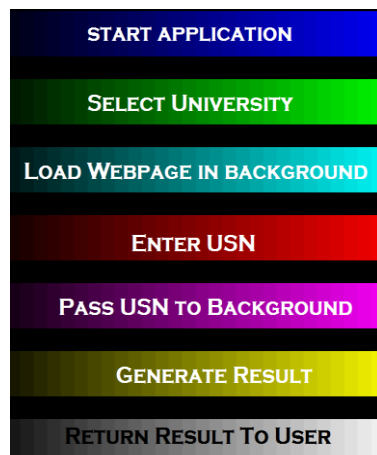 START APPLICATION
SELECT UNIVERSITY
LOAD WEBPAGE IN BACKGROUND
ENTER USN
PASS USN TO BACKGROUND
GENERATE RESULT
RETURN RESULT TO USER